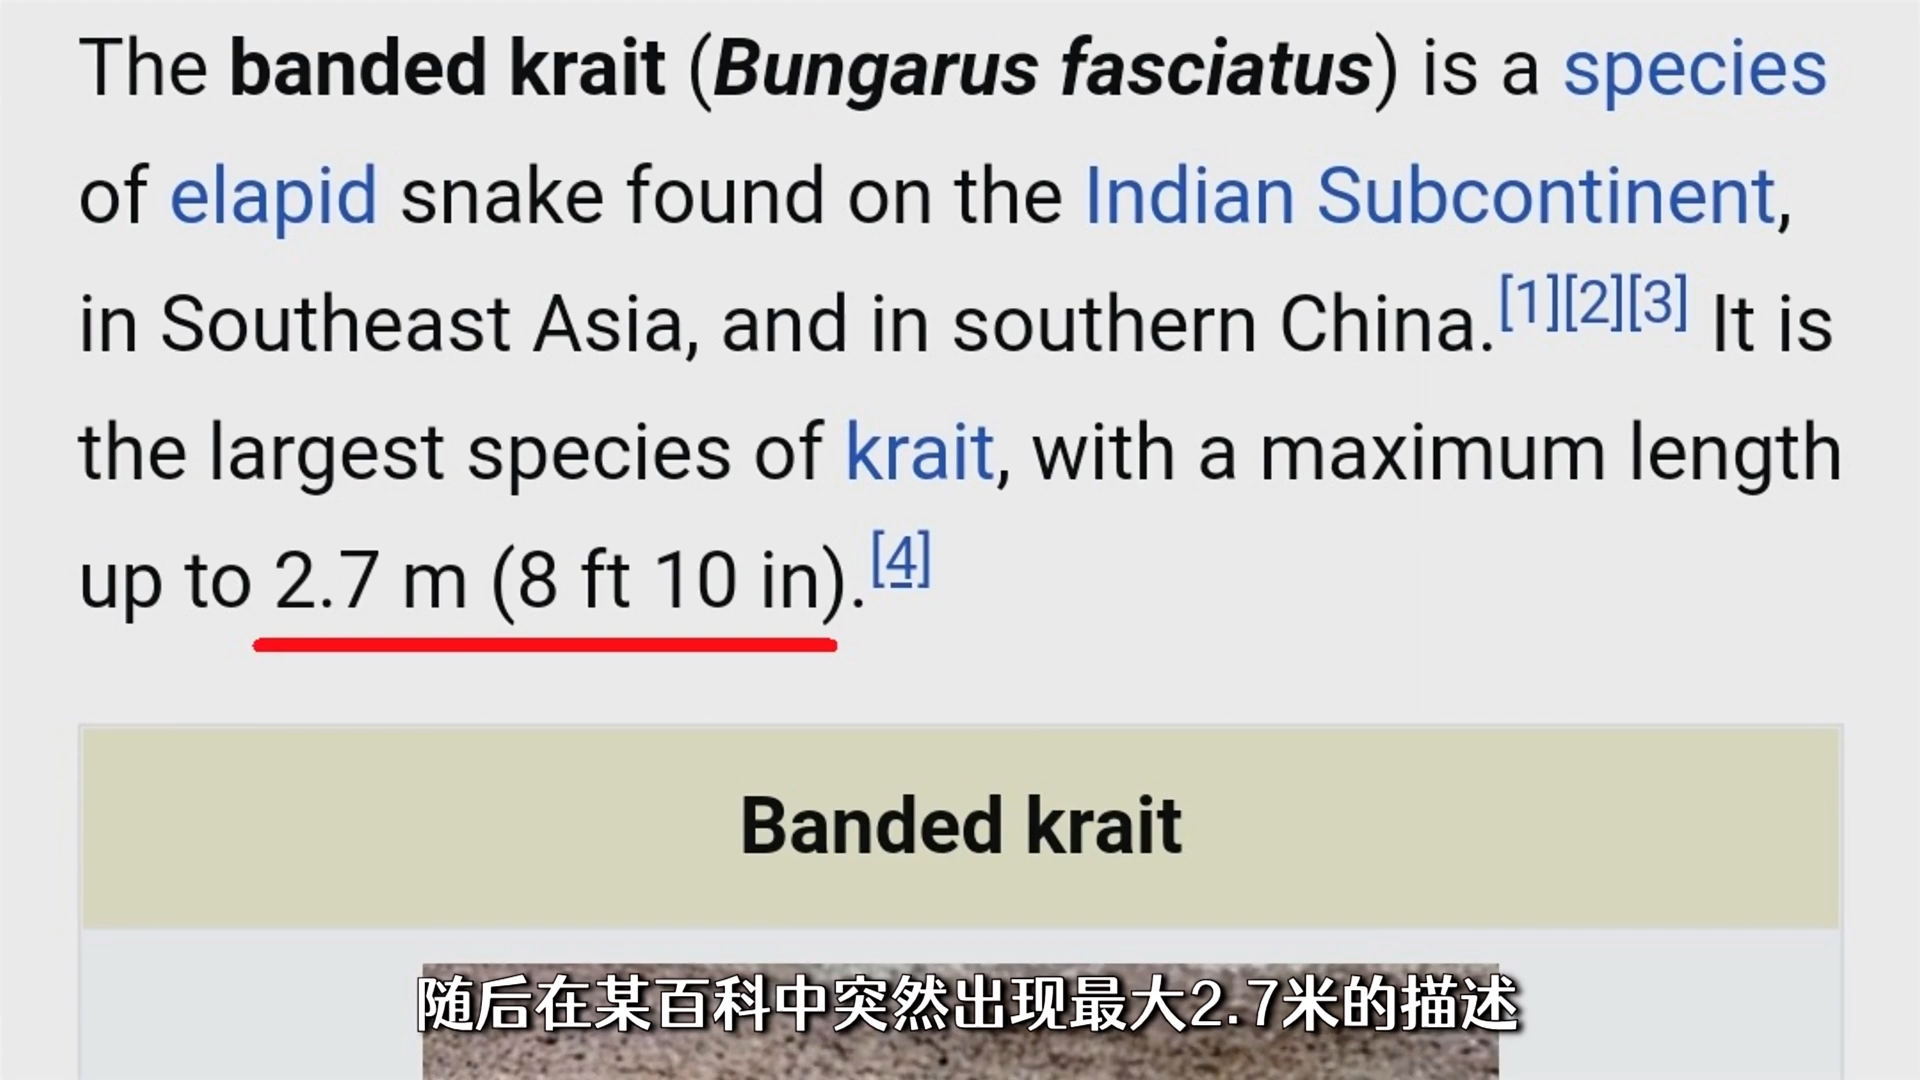 The banded krait (Bungarus fasciatus) is a species
of elapid snake found on the Indian Subcontinent,
in Southeast Asia, and in southern China.[1][2][3] It is
the largest species of krait, with a maximum length
up to 2.7 m (8 ft 10 in).[4]
Banded krait
随后在某百科中突然出现最大2.7米的描述